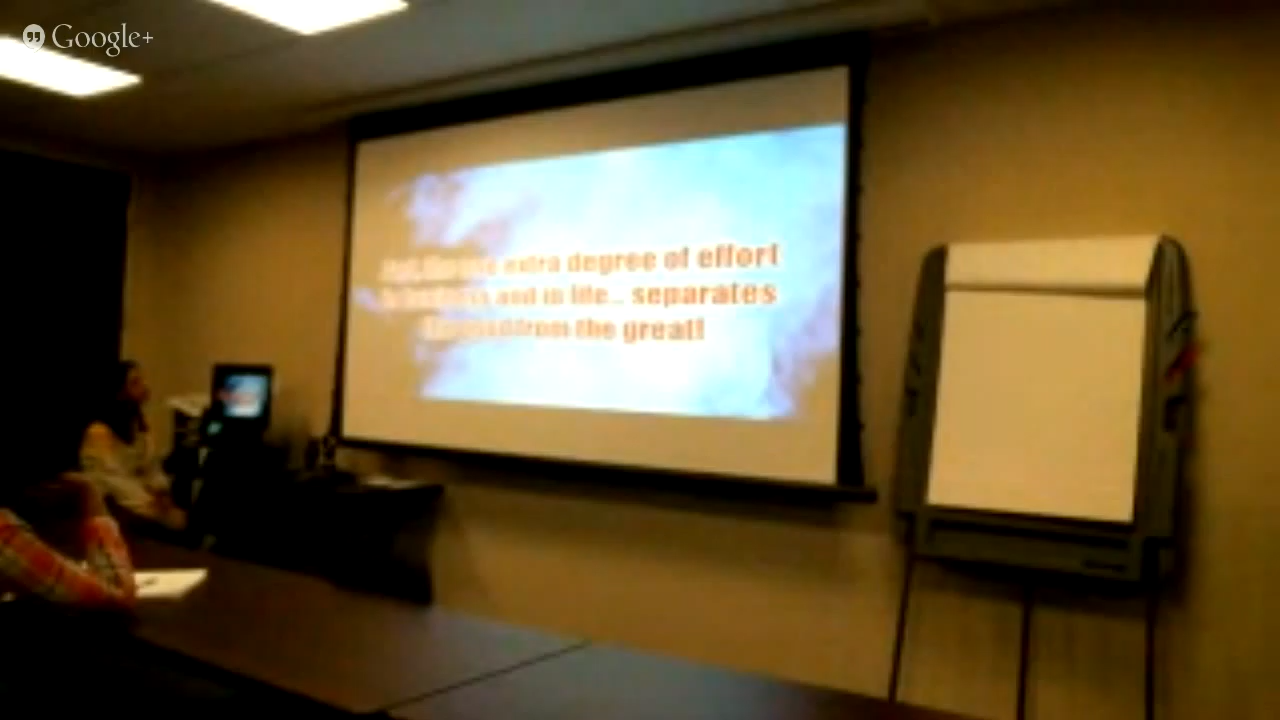 Google+
extra degree of effort
and in life... separates
from the great!